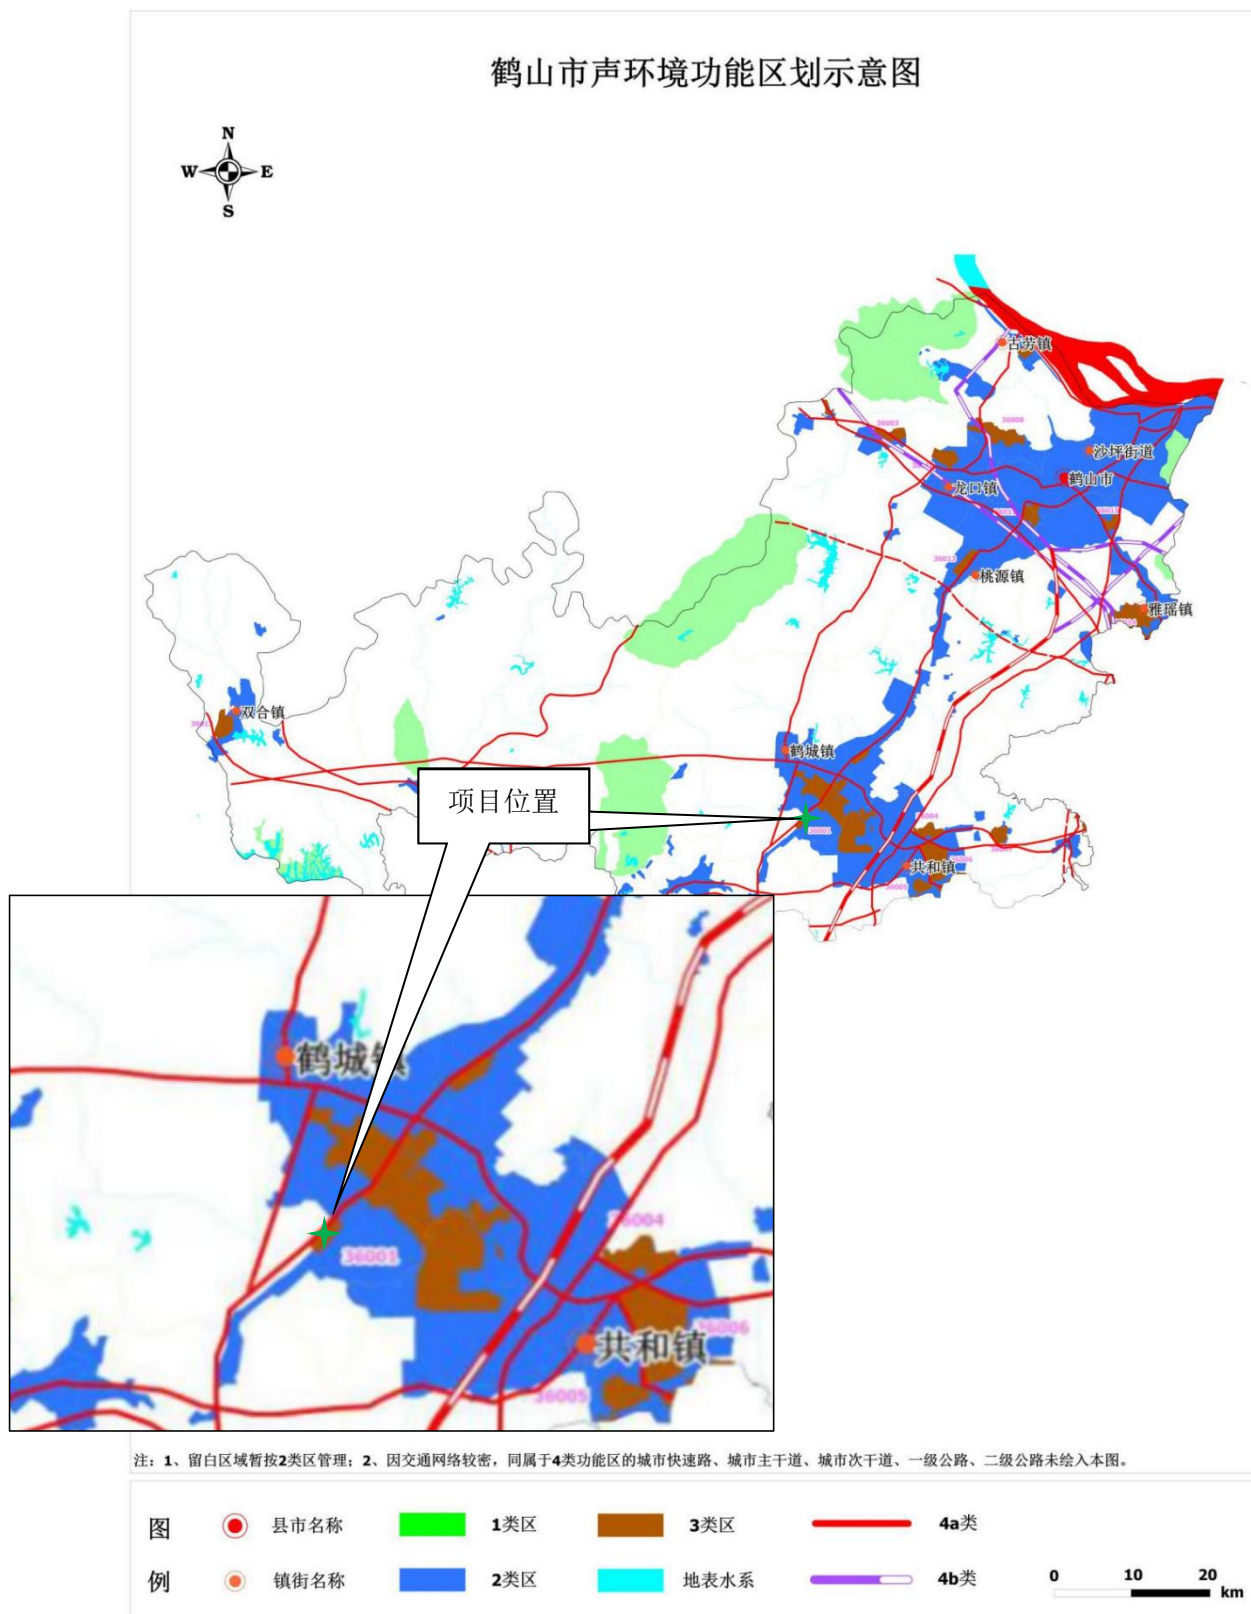 鹤山市声环境功能区划示意图
N
W E
S
古劳镇
36003
36008
沙坪街道
鹤山市
龙口镇
36013
桃源镇
雅瑶镇
双合镇
鹤城镇
项目位置
36001
36004
36006
共和镇
36005
鹤城镇
36004
36001
36006
共和镇
36005
注：1、留白区域暂按2类区管理；2、因交通网络较密，同属于4类功能区的城市快速路、城市主干道、城市次干道、一级公路、二级公路未绘入本图。
图 县市名称 1类区 3类区 4a类
例 镇街名称 2类区 地表水系 4b类
0 10 20
km